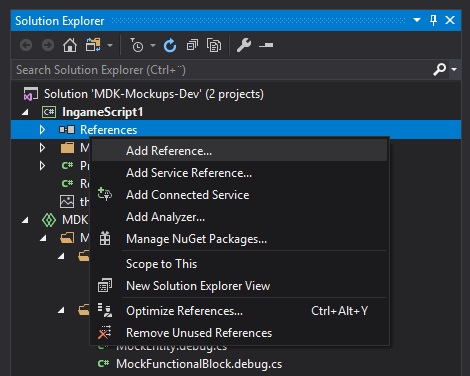 Solution Explorer
Search Solution Explorer (Ctrl+¨)
Solution 'MDK-Mockups-Dev' (2 projects)
C# IngameScript1
References
Add Reference...
M
Add Service Reference...
C# Pr
Add Connected Service
C# Re
th
Add Analyzer...
MDK
Manage NuGet Packages...
M
Scope to This
New Solution Explorer View
Optimize References... Ctrl+Alt+Y
Remove Unused References
C# MockEntity.debug.cs
C# MockFunctionalBlock.debug.cs